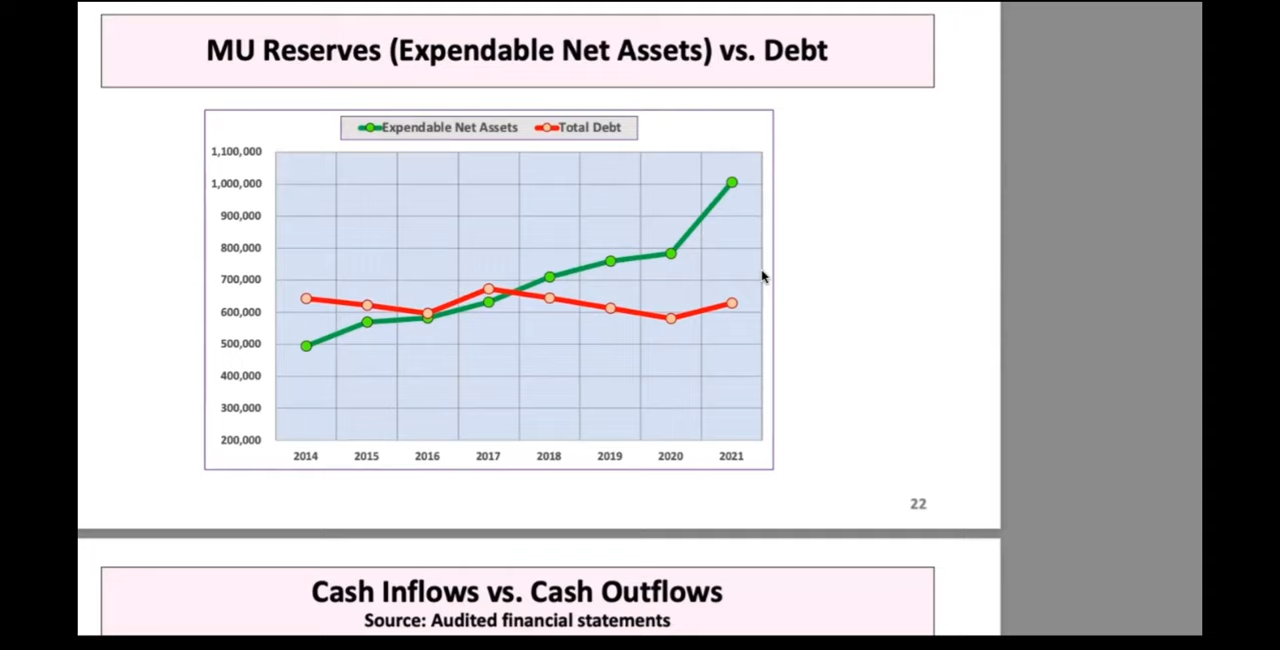 MU Reserves (Expendable Net Assets) vs. Debt
Expendable Net Assets Total Debt
1,100,000
1,000,000
900,000
800,000
700,000
600,000
500,000
400,000
300,000
200,000
2014 2015 2016 2017 2018 2019 2020 2021
22
Cash Inflows vs. Cash Outflows
Source: Audited financial statements